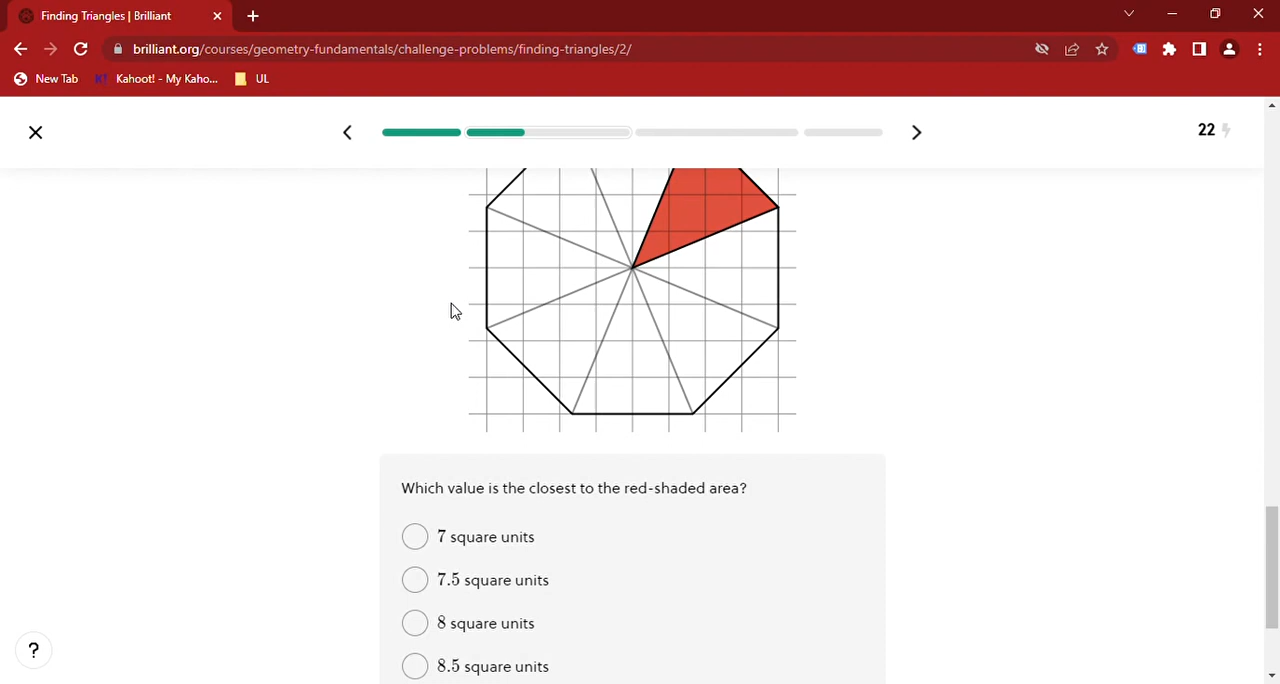 Finding Triangles | Brilliant
brilliant.org/courses/geometry-fundamentals/challenge-problems/finding-triangles/2/
New Tab K! Kahoot! - My Kaho... UL
22
Which value is the closest to the red-shaded area?
7 square units
7.5 square units
8 square units
8.5 square units
?